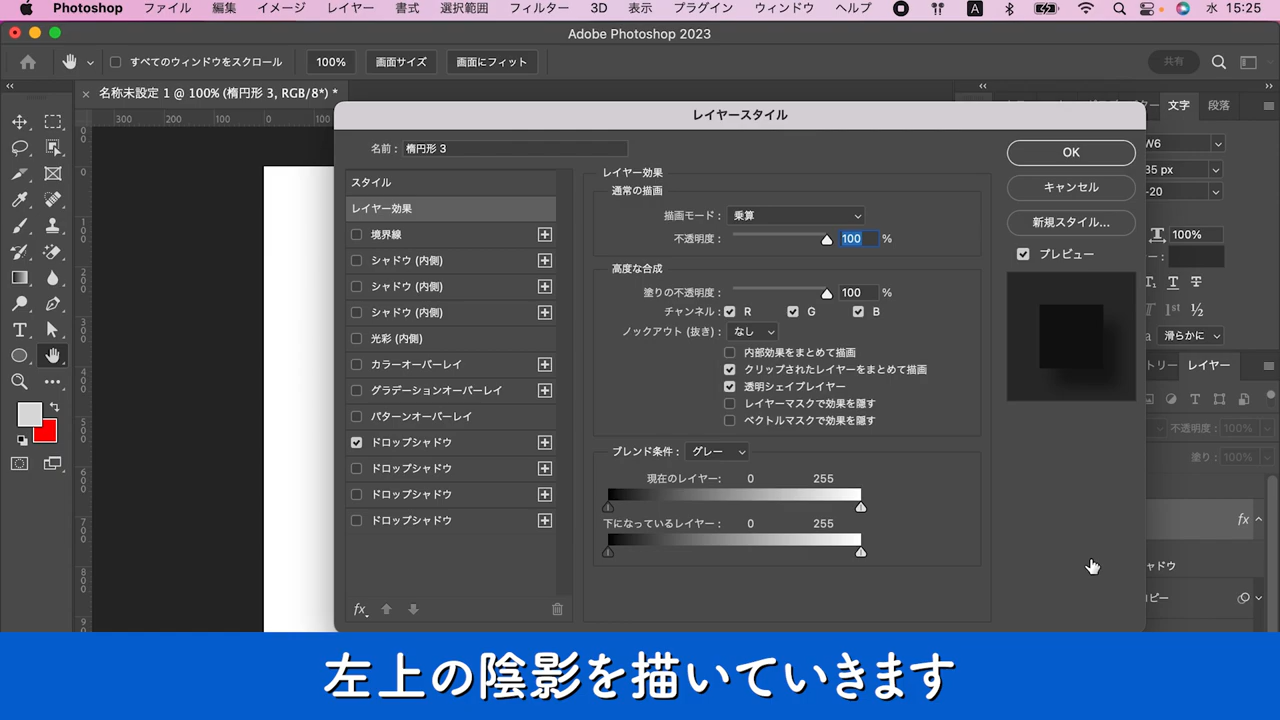 Photoshop ファイル 編集 イメージ レイヤー 書式 選択範囲 フィルター 3D 表示 プラグイン ウィンドウ ヘルプ A 水 15:25
Adobe Photoshop 2023
すべてのウィンドウをスクロール 100% 画面サイズ 画面にフィット 共有
名称未設定 1 @ 100% (楕円形 3, RGB/8*) *
文字 段落
300 200 100 0 100
レイヤースタイル
名前： 楕円形 3
スタイル
レイヤー効果
境界線
シャドウ (内側)
シャドウ (内側)
シャドウ (内側)
光彩 (内側)
カラーオーバーレイ
グラデーションオーバーレイ
パターンオーバーレイ
ドロップシャドウ
ドロップシャドウ
ドロップシャドウ
ドロップシャドウ
fx
レイヤー効果
通常の描画
描画モード： 乗算
不透明度： 100 %
高度な合成
塗りの不透明度： 100 %
チャンネル： R G B
ノックアウト (抜き)： なし
内部効果をまとめて描画
クリップされたレイヤーをまとめて描画
透明シェイプレイヤー
レイヤーマスクで効果を隠す
ベクトルマスクで効果を隠す
ブレンド条件： グレー
現在のレイヤー： 0 255
下になっているレイヤー： 0 255
OK
キャンセル
新規スタイル...
プレビュー
W6
35 px
-20
100%
滑らかに
トリー レイヤー
不透明度： 100%
塗り： 100%
fx
ャドウ
コピー
左上の陰影を描いていきます